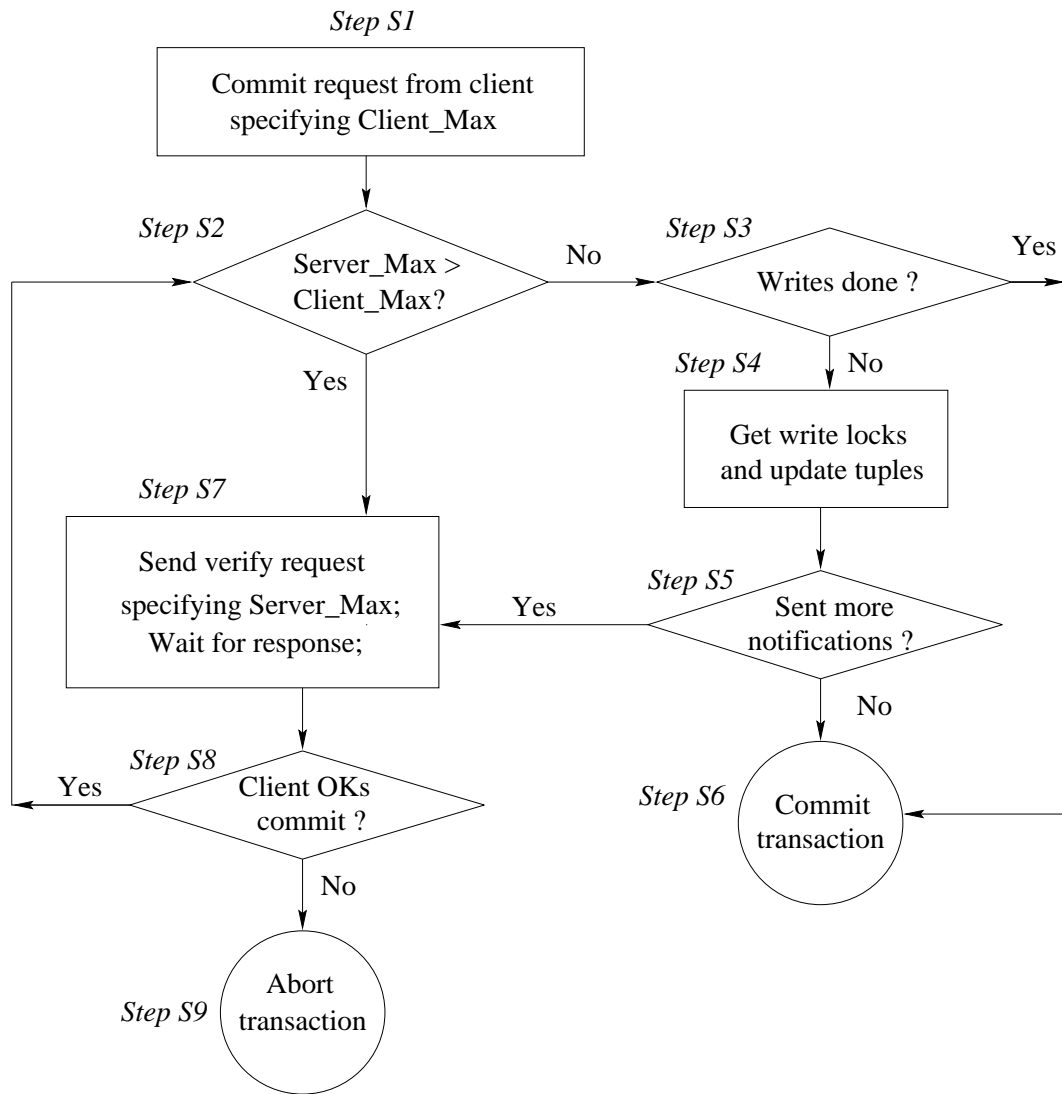 Step S1
Commit request from client
specifying Client_Max
Step S2
Server_Max >
Client_Max?
No
Step S3
Writes done ?
Yes
Yes
No
Step S4
Get write locks
and update tuples
Step S7
Send verify request
specifying Server_Max;
Wait for response;
Yes
Step S5
Sent more
notifications ?
No
Step S8
Client OKs
commit ?
Yes
No
Step S6
Commit
transaction
Step S9
Abort
transaction